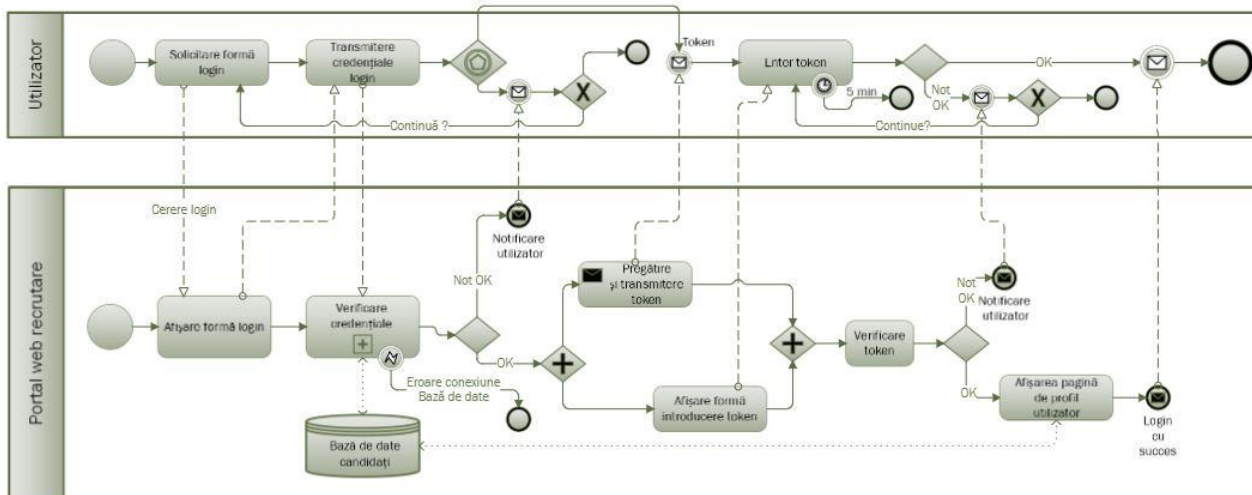 Utilizator
Solicitare formă
login
Transmitere
credențiale
login
Continuă ?
Token
Enter token
5 min
OK
Not
OK
Continue?
Portal web recrutare
Cerere login
Afișare formă login
Verificare
credențiale
Eroare conexiune
Bază de date
Bază de date
candidați
Not OK
Notificare
utilizator
OK
Pregătire
și transmitere
token
Afișare formă
introducere token
Verificare
token
Not
OK
Notificare
utilizator
OK
Afișarea pagină
de profil
utilizator
Login
cu
succes